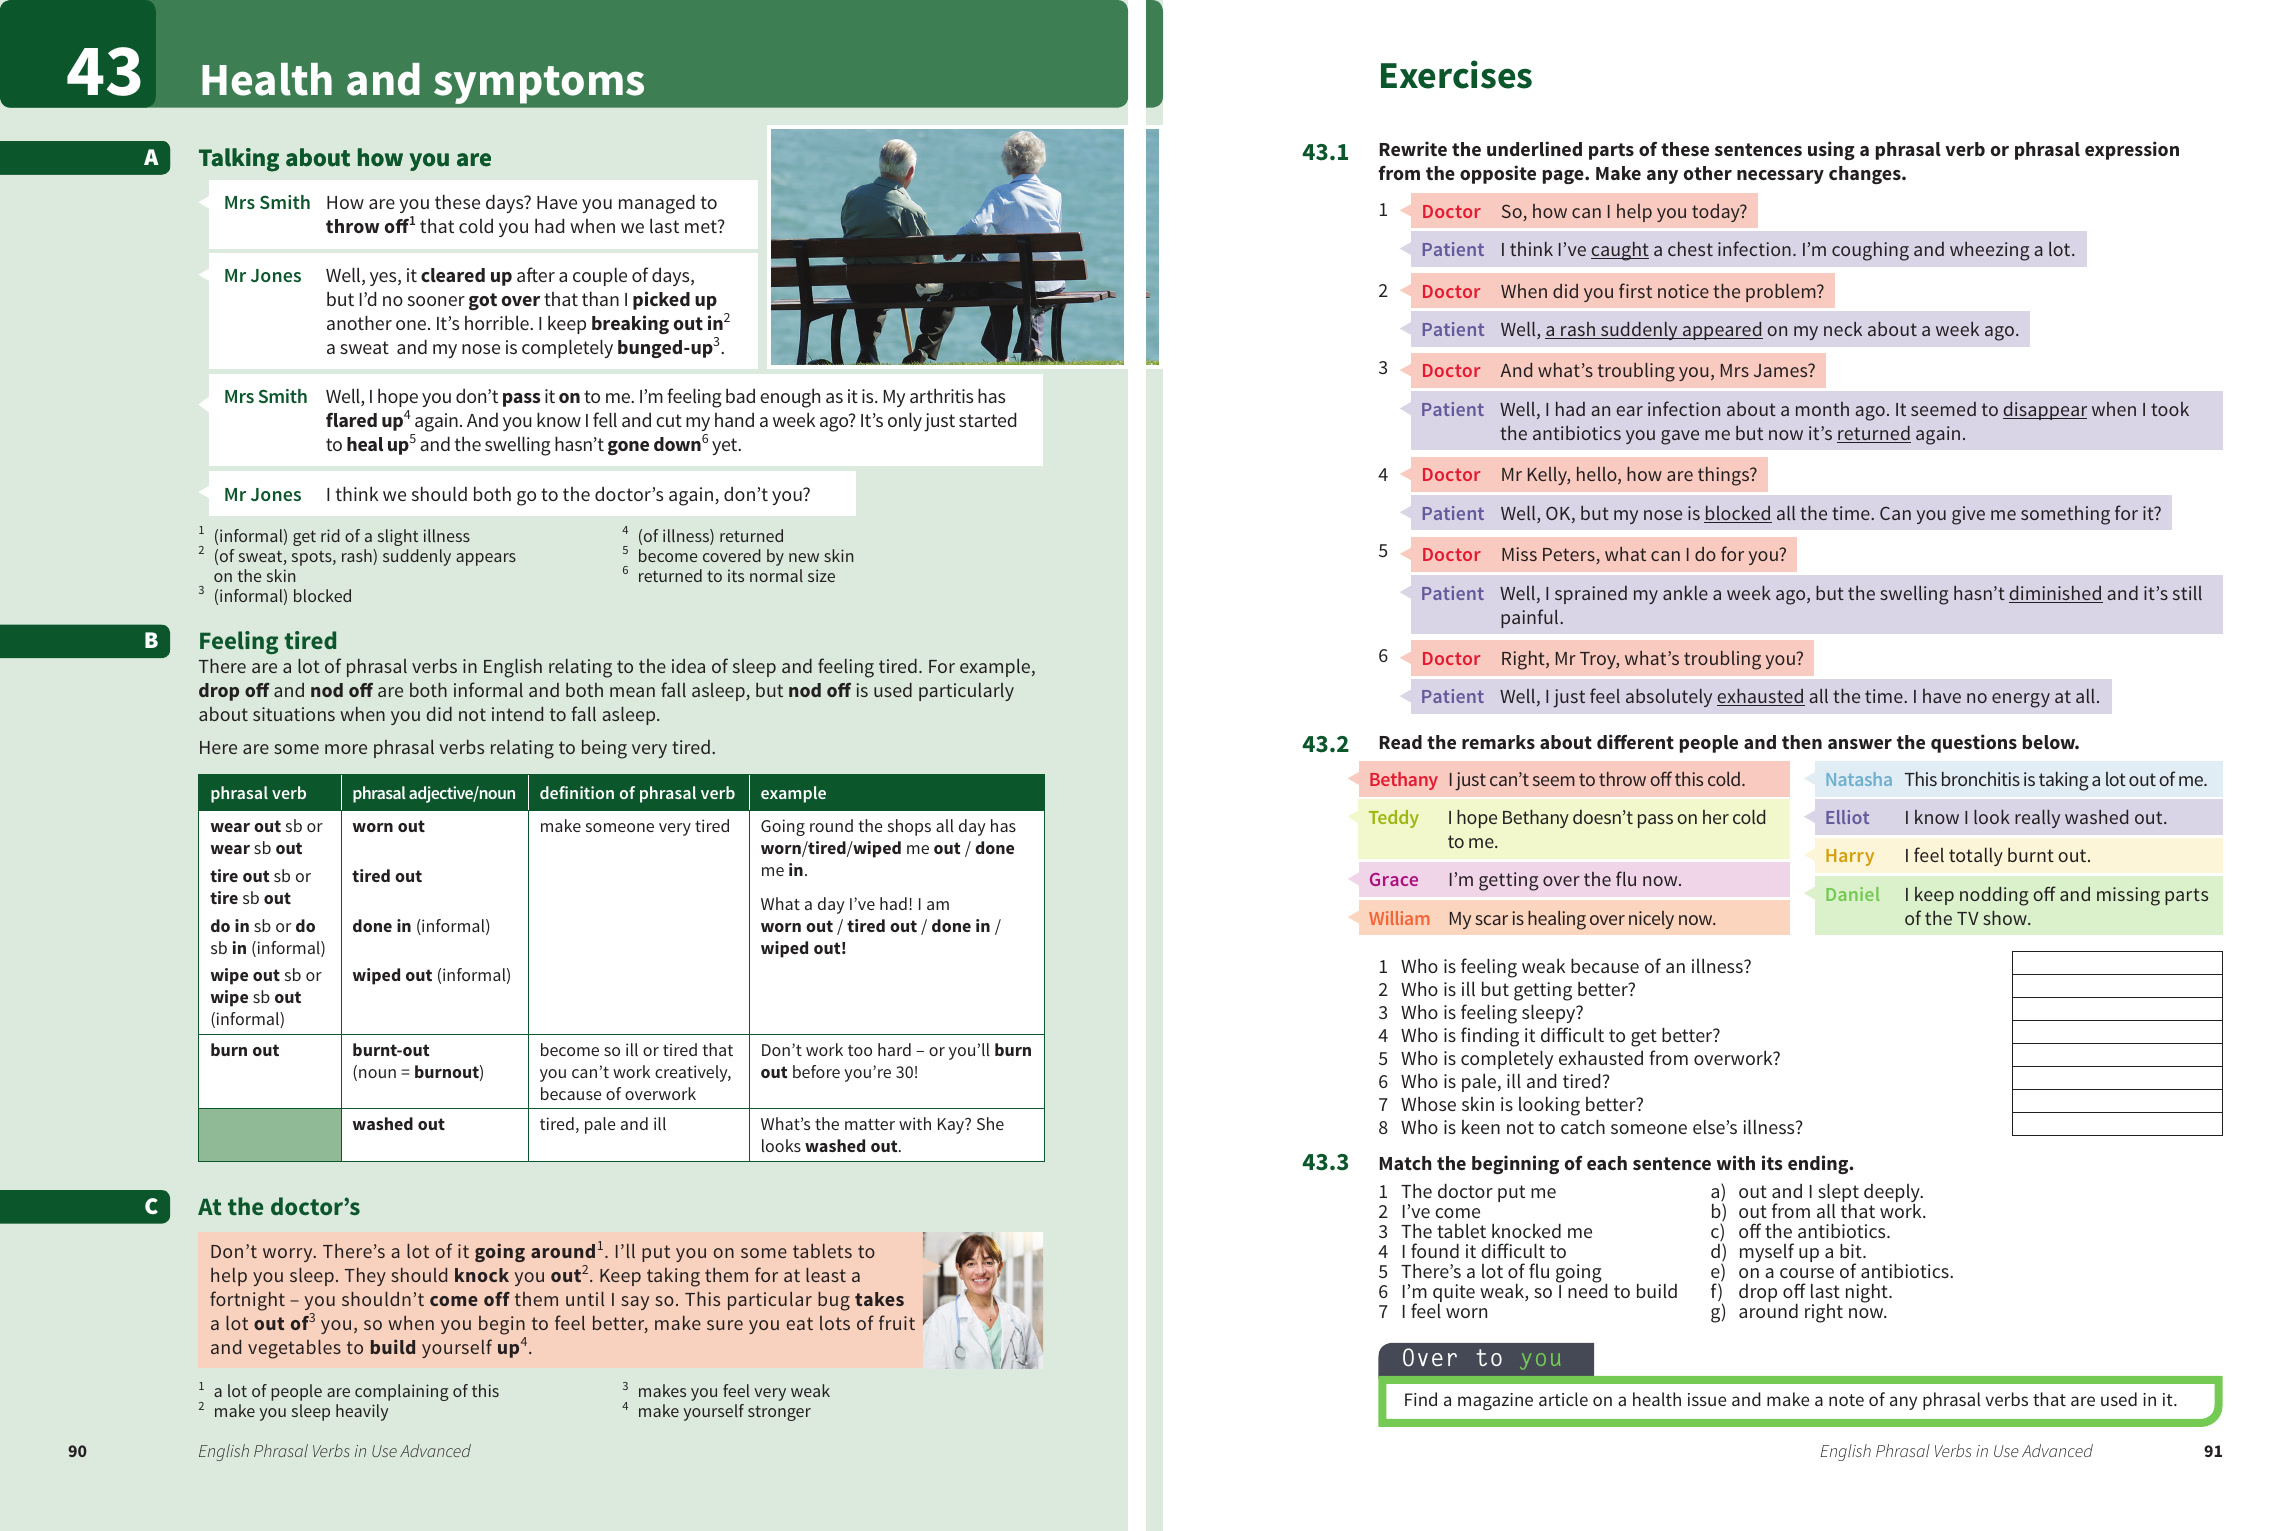 43
Health and symptoms
A
Talking about how you are
Mrs Smith How are you these days? Have you managed to
throw off¹ that cold you had when we last met?
Mr Jones Well, yes, it cleared up after a couple of days,
but I'd no sooner got over that than I picked up
another one. It's horrible. I keep breaking out in²
a sweat and my nose is completely bunged-up³.
Mrs Smith Well, I hope you don't pass it on to me. I'm feeling bad enough as it is. My arthritis has
flared up⁴ again. And you know I fell and cut my hand a week ago? It's only just started
to heal up⁵ and the swelling hasn't gone down⁶ yet.
Mr Jones I think we should both go to the doctor's again, don't you?
¹ (informal) get rid of a slight illness
² (of sweat, spots, rash) suddenly appears
on the skin
³ (informal) blocked
⁴ (of illness) returned
⁵ become covered by new skin
⁶ returned to its normal size
B
Feeling tired
There are a lot of phrasal verbs in English relating to the idea of sleep and feeling tired. For example,
drop off and nod off are both informal and both mean fall asleep, but nod off is used particularly
about situations when you did not intend to fall asleep.
Here are some more phrasal verbs relating to being very tired.
phrasal verb phrasal adjective/noun definition of phrasal verb example
wear out sb or
wear sb out
tire out sb or
tire sb out
do in sb or do
sb in (informal)
wipe out sb or
wipe sb out
(informal)
worn out
tired out
done in (informal)
wiped out (informal)
make someone very tired
Going round the shops all day has
worn/tired/wiped me out / done
me in.
What a day I've had! I am
worn out / tired out / done in /
wiped out!
burn out
burnt-out
(noun = burnout)
become so ill or tired that
you can't work creatively,
because of overwork
Don't work too hard – or you'll burn
out before you're 30!
washed out
tired, pale and ill
What's the matter with Kay? She
looks washed out.
C
At the doctor's
Don't worry. There's a lot of it going around¹. I'll put you on some tablets to
help you sleep. They should knock you out². Keep taking them for at least a
fortnight – you shouldn't come off them until I say so. This particular bug takes
a lot out of³ you, so when you begin to feel better, make sure you eat lots of fruit
and vegetables to build yourself up⁴.
¹ a lot of people are complaining of this
² make you sleep heavily
³ makes you feel very weak
⁴ make yourself stronger
90
English Phrasal Verbs in Use Advanced
Exercises
43.1 Rewrite the underlined parts of these sentences using a phrasal verb or phrasal expression
from the opposite page. Make any other necessary changes.
1 Doctor So, how can I help you today?
Patient I think I've caught a chest infection. I'm coughing and wheezing a lot.
2 Doctor When did you first notice the problem?
Patient Well, a rash suddenly appeared on my neck about a week ago.
3 Doctor And what's troubling you, Mrs James?
Patient Well, I had an ear infection about a month ago. It seemed to disappear when I took
the antibiotics you gave me but now it's returned again.
4 Doctor Mr Kelly, hello, how are things?
Patient Well, OK, but my nose is blocked all the time. Can you give me something for it?
5 Doctor Miss Peters, what can I do for you?
Patient Well, I sprained my ankle a week ago, but the swelling hasn't diminished and it's still
painful.
6 Doctor Right, Mr Troy, what's troubling you?
Patient Well, I just feel absolutely exhausted all the time. I have no energy at all.
43.2 Read the remarks about different people and then answer the questions below.
Bethany I just can't seem to throw off this cold.
Teddy I hope Bethany doesn't pass on her cold
to me.
Grace I'm getting over the flu now.
William My scar is healing over nicely now.
Natasha This bronchitis is taking a lot out of me.
Elliot I know I look really washed out.
Harry I feel totally burnt out.
Daniel I keep nodding off and missing parts
of the TV show.
1 Who is feeling weak because of an illness?
2 Who is ill but getting better?
3 Who is feeling sleepy?
4 Who is finding it difficult to get better?
5 Who is completely exhausted from overwork?
6 Who is pale, ill and tired?
7 Whose skin is looking better?
8 Who is keen not to catch someone else's illness?
43.3 Match the beginning of each sentence with its ending.
1 The doctor put me
2 I've come
3 The tablet knocked me
4 I found it difficult to
5 There's a lot of flu going
6 I'm quite weak, so I need to build
7 I feel worn
a) out and I slept deeply.
b) out from all that work.
c) off the antibiotics.
d) myself up a bit.
e) on a course of antibiotics.
f) drop off last night.
g) around right now.
Over to you
Find a magazine article on a health issue and make a note of any phrasal verbs that are used in it.
English Phrasal Verbs in Use Advanced
91